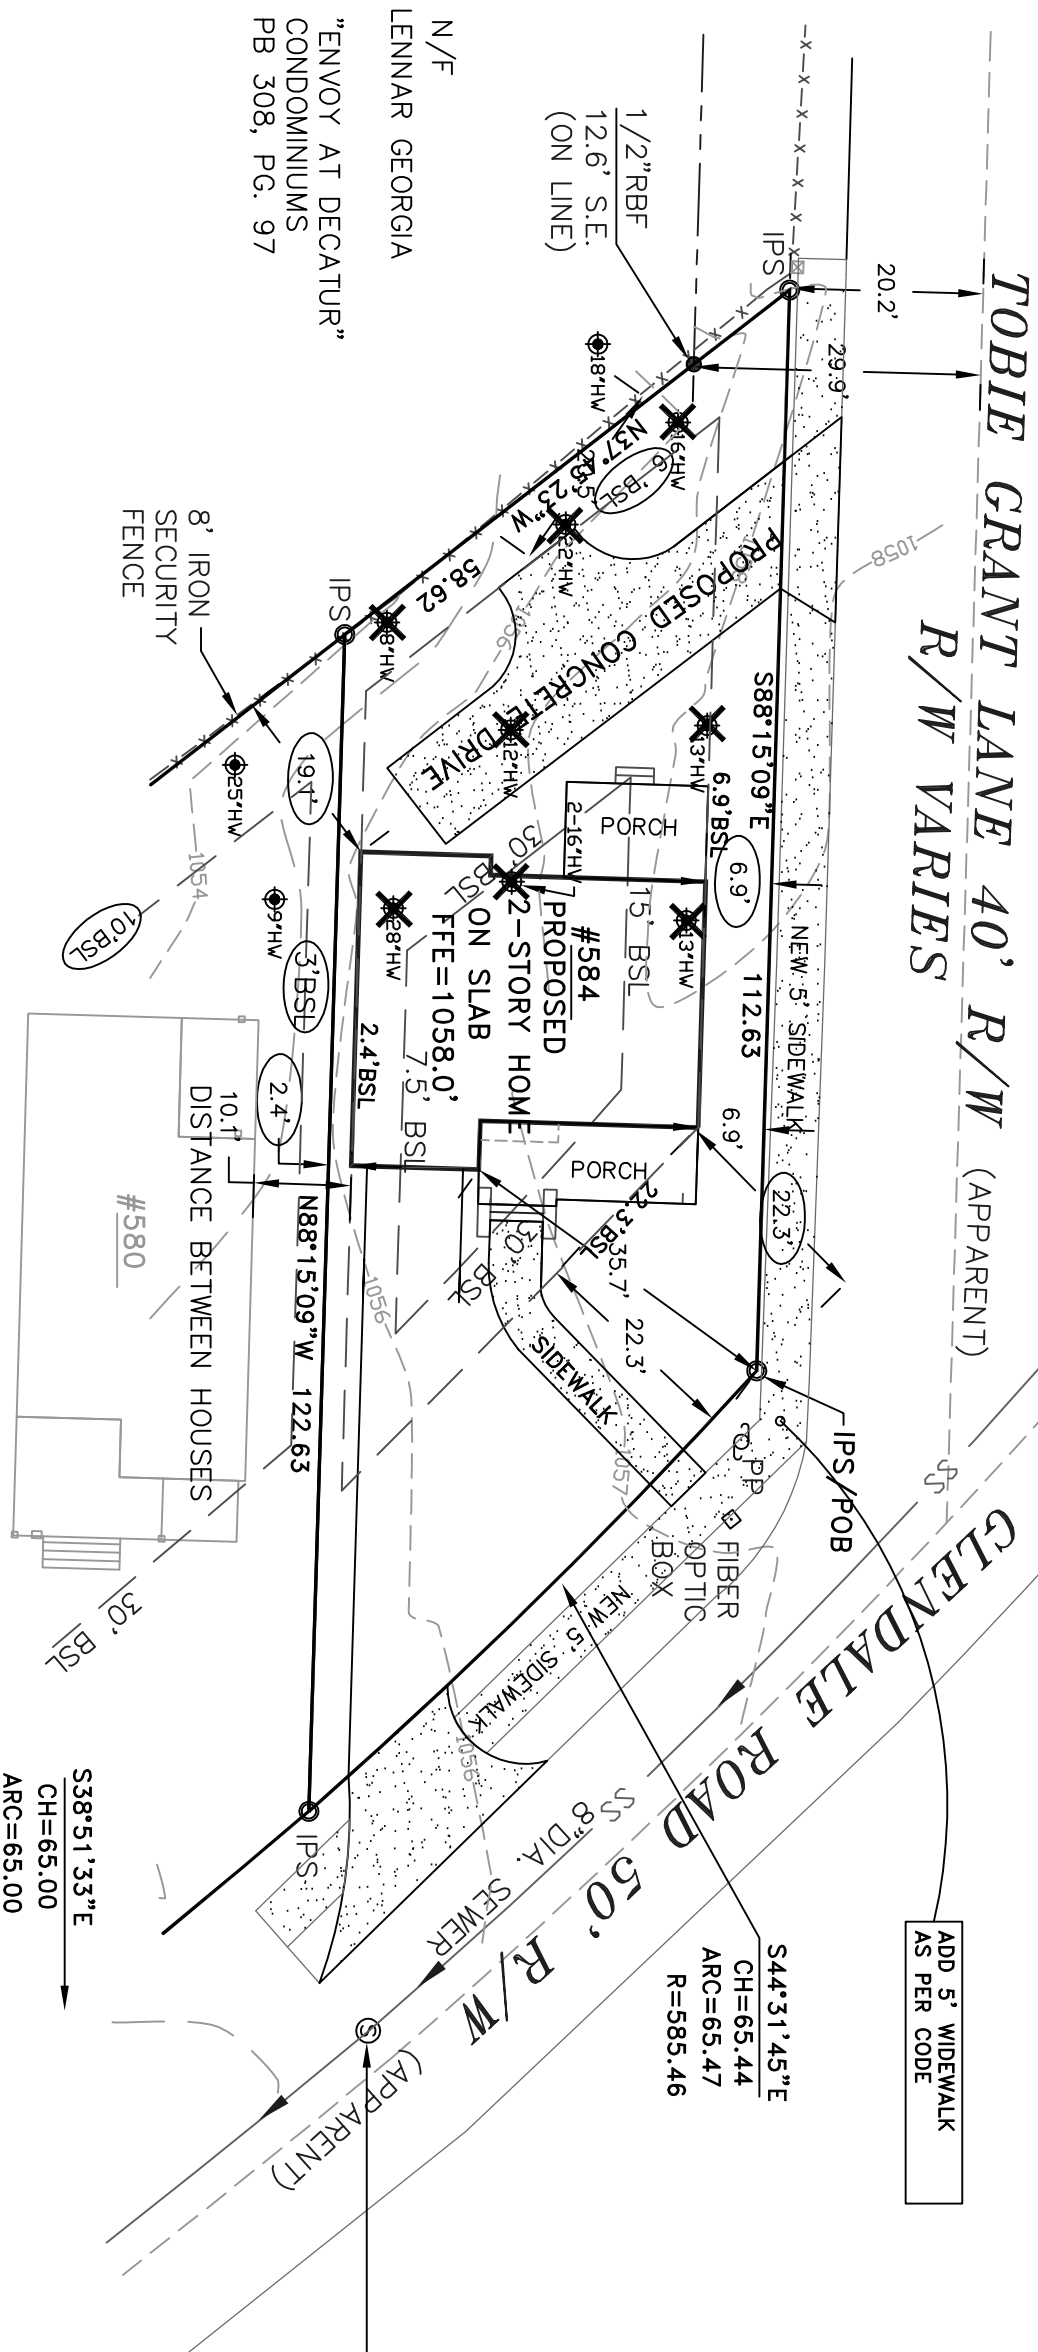 TOBIE GRANT LANE 40' R/W (APPARENT)
R/W VARIES
N/F
LENNAR GEORGIA
"ENVOY AT DECATUR"
CONDOMINIUMS
PB 308, PG. 97
1/2"RBF
12.6' S.E.
(ON LINE)
IPS
20.2'
29.9'
18"HW
16"HW
6'BSL
22"HW
58.62
IPS
8' IRON
SECURITY
FENCE
1058
PROPOSED CONCRETE DRIVE
1056
12"HW
13"HW
S88°15'09"E 112.63
6.9'BSL
6.9'
NEW 5' SIDEWALK
6.9'
PORCH
2-16"HW
30' BSL
15' BSL
13"HW
28"HW
#584
PROPOSED
2-STORY HOME
ON SLAB
FFE=1058.0'
7.5' BSL
2.4'BSL
19.1'
25"HW
1054
9"HW
10'BSL
3'BSL
2.4'
10.1'
DISTANCE BETWEEN HOUSES
#580
N88°15'09"W 122.63
30' BSL
PORCH
22.3'BSL
22.3'
35.7'
22.3'
30' BSL
SIDEWALK
1056
1057
IPS/POB
PP
FIBER
OPTIC
BOX
NEW 5' SIDEWALK
1056
IPS
SS
GLENDALE ROAD 50' R/W
(APPARENT)
SS
8"DIA. SEWER
S
ADD 5' WIDEWALK
AS PER CODE
S44°31'45"E
CH=65.44
ARC=65.47
R=585.46
S38°51'33"E
CH=65.00
ARC=65.00